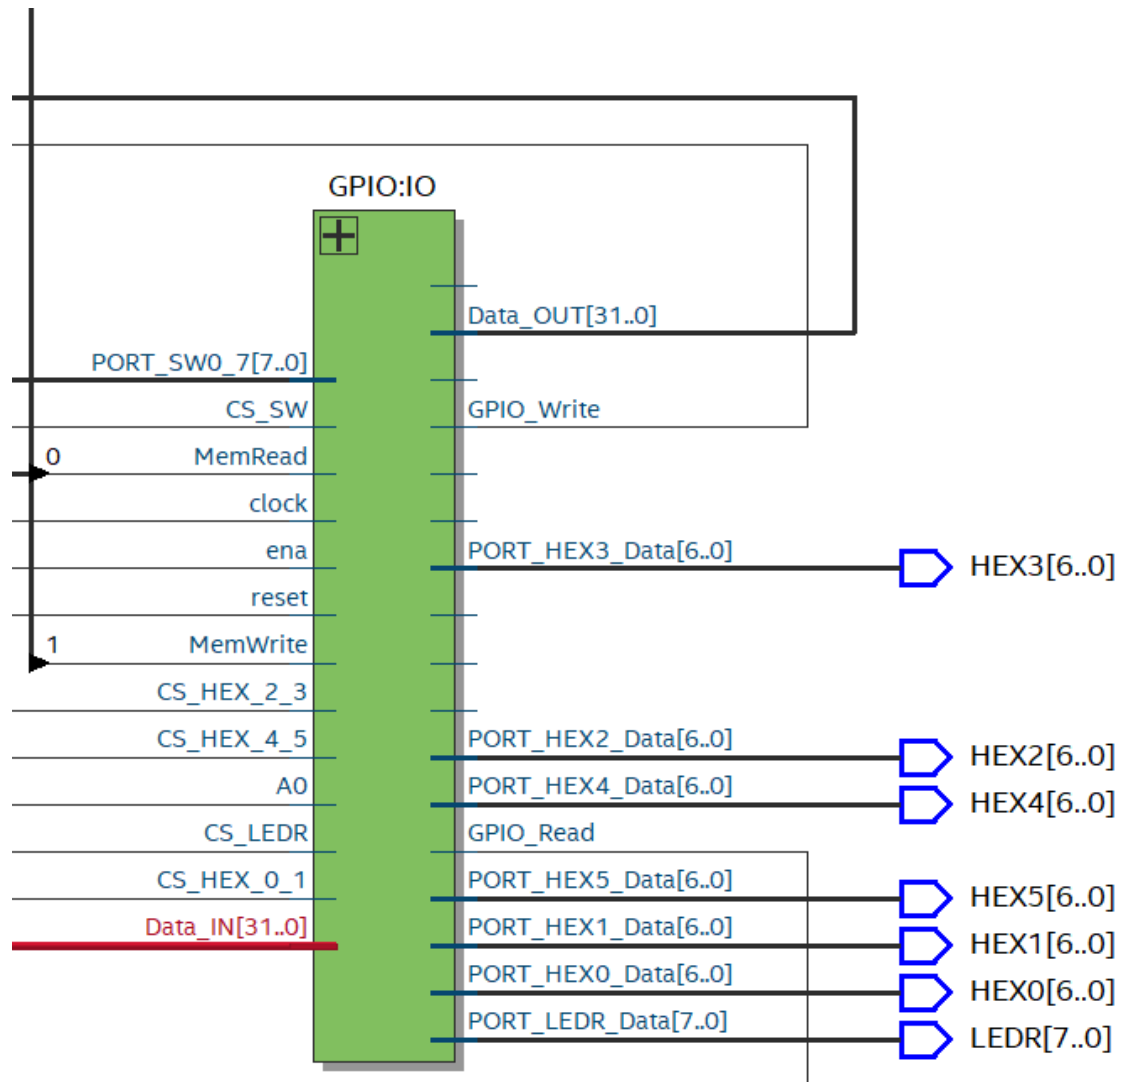 GPIO:IO
Data_OUT[31..0]
PORT_SW0_7[7..0]
CS_SW
GPIO_Write
0
MemRead
clock
ena
PORT_HEX3_Data[6..0]
HEX3[6..0]
reset
1
MemWrite
CS_HEX_2_3
CS_HEX_4_5
PORT_HEX2_Data[6..0]
HEX2[6..0]
A0
PORT_HEX4_Data[6..0]
HEX4[6..0]
CS_LEDR
GPIO_Read
CS_HEX_0_1
PORT_HEX5_Data[6..0]
HEX5[6..0]
Data_IN[31..0]
PORT_HEX1_Data[6..0]
HEX1[6..0]
PORT_HEX0_Data[6..0]
HEX0[6..0]
PORT_LEDR_Data[7..0]
LEDR[7..0]